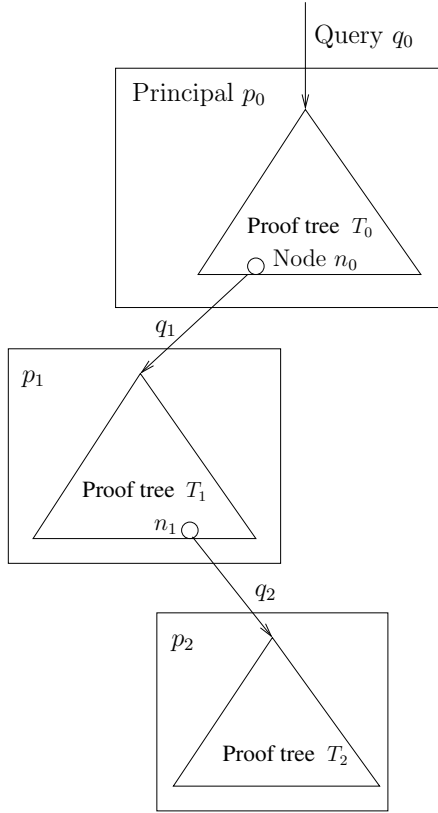 Query q₀
Principal p₀
Proof tree T₀
Node n₀
q₁
p₁
Proof tree T₁
n₁
q₂
p₂
Proof tree T₂